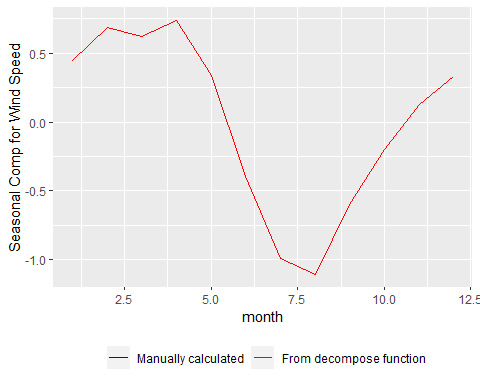 Seasonal Comp for Wind Speed
0.5
0.0
-0.5
-1.0
2.5 5.0 7.5 10.0 12.5
month
Manually calculated From decompose function